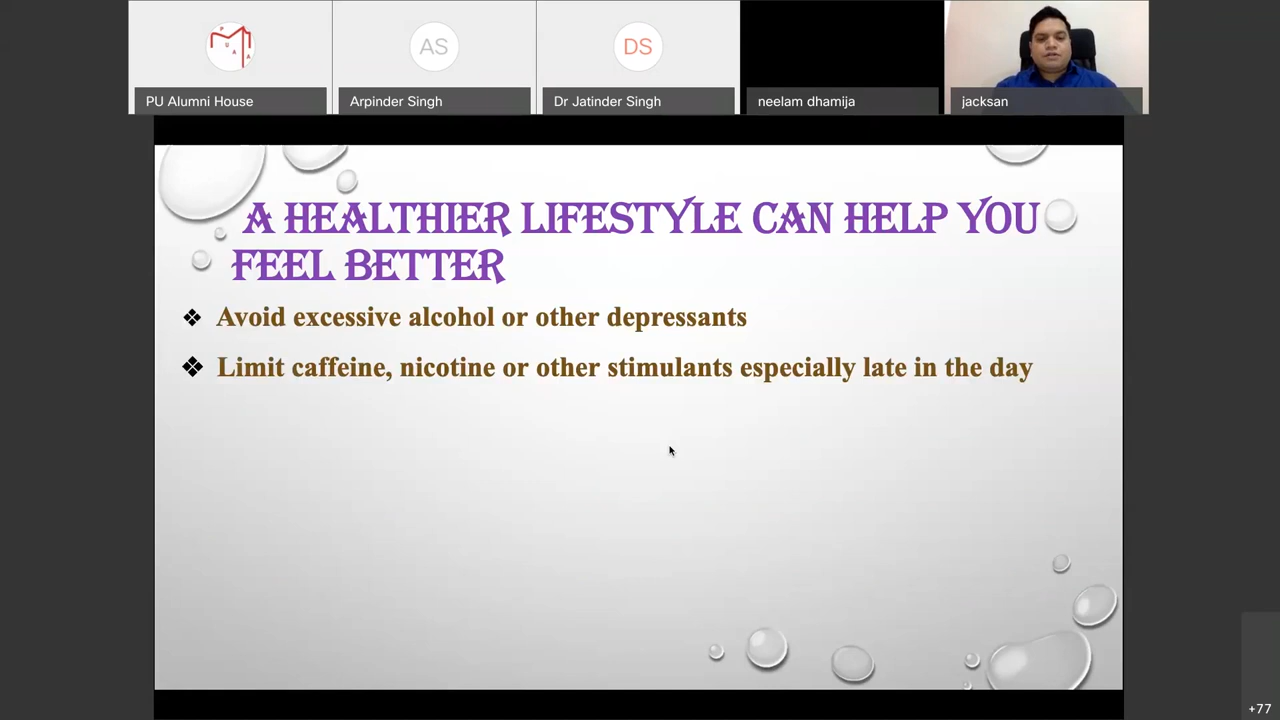 P
U
A
A
AS
DS
PU Alumni House
Arpinder Singh
Dr Jatinder Singh
neelam dhamija
jacksan
A HEALTHIER LIFESTYLE CAN HELP YOU
FEEL BETTER
❖ Avoid excessive alcohol or other depressants
❖ Limit caffeine, nicotine or other stimulants especially late in the day
+77